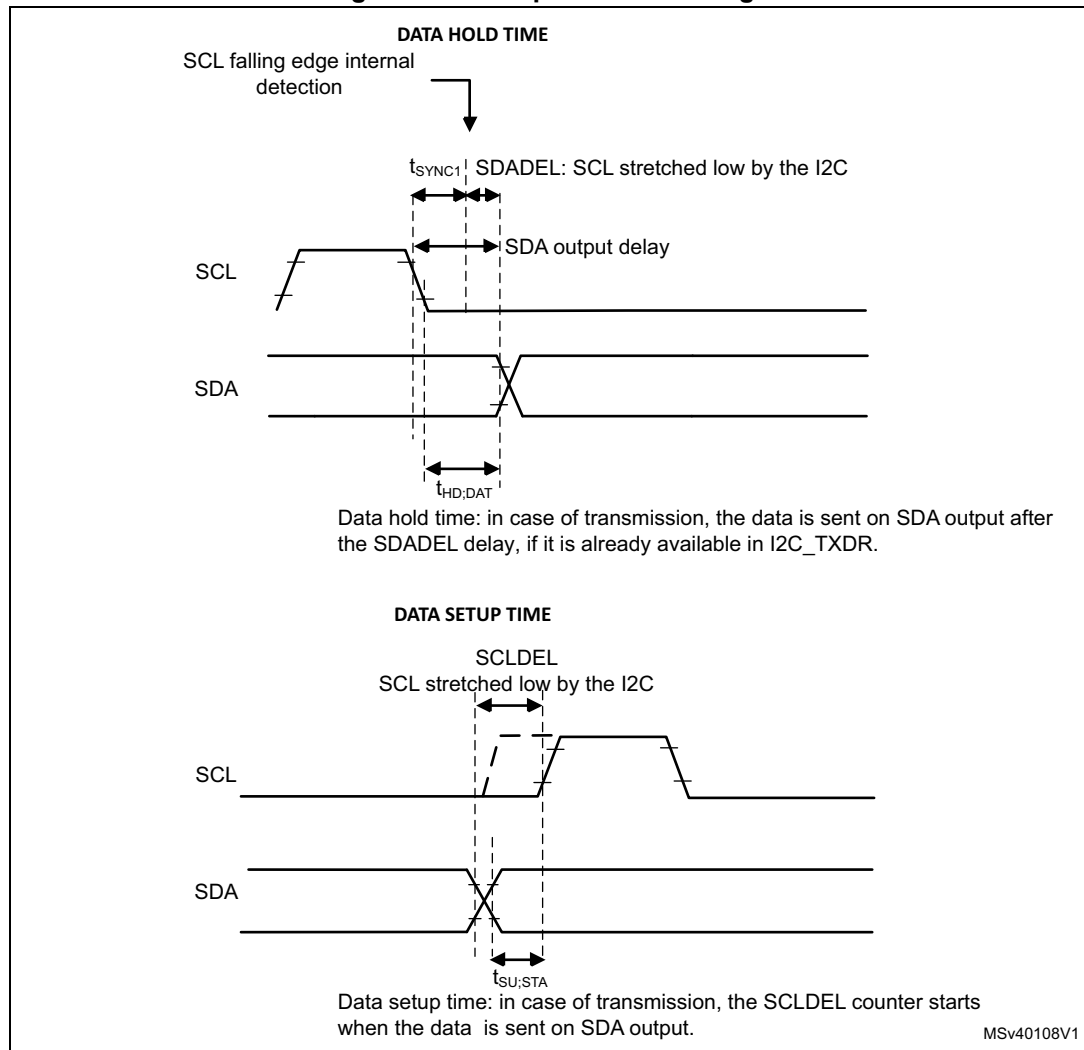 DATA HOLD TIME
SCL falling edge internal
detection
tSYNC1
SDADEL: SCL stretched low by the I2C
SDA output delay
SCL
SDA
tHD;DAT
Data hold time: in case of transmission, the data is sent on SDA output after
the SDADEL delay, if it is already available in I2C_TXDR.
DATA SETUP TIME
SCLDEL
SCL stretched low by the I2C
SCL
SDA
tSU;STA
Data setup time: in case of transmission, the SCLDEL counter starts
when the data is sent on SDA output.
MSv40108V1